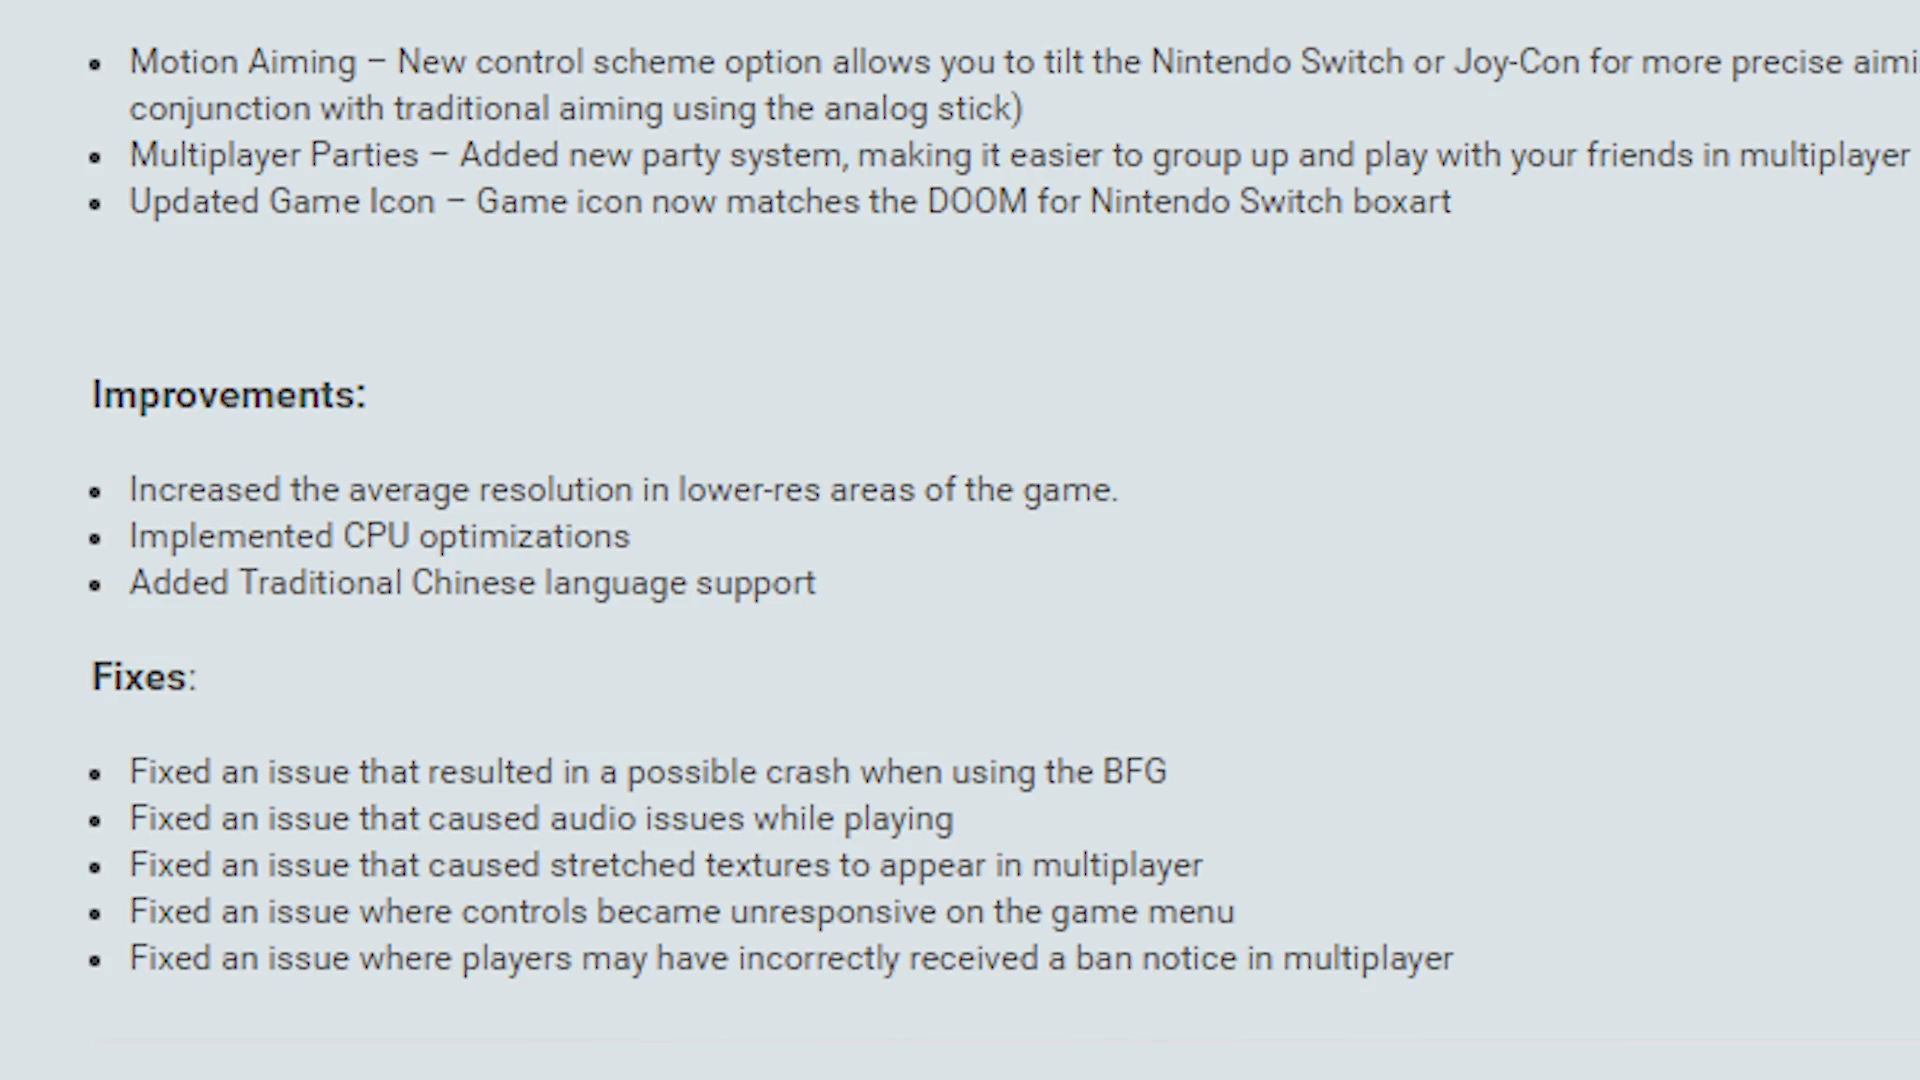 • Motion Aiming – New control scheme option allows you to tilt the Nintendo Switch or Joy-Con for more precise
conjunction with traditional aiming using the analog stick)
• Multiplayer Parties – Added new party system, making it easier to group up and play with your friends in multiplayer
• Updated Game Icon – Game icon now matches the DOOM for Nintendo Switch boxart
Improvements:
• Increased the average resolution in lower-res areas of the game.
• Implemented CPU optimizations
• Added Traditional Chinese language support
Fixes:
• Fixed an issue that resulted in a possible crash when using the BFG
• Fixed an issue that caused audio issues while playing
• Fixed an issue that caused stretched textures to appear in multiplayer
• Fixed an issue where controls became unresponsive on the game menu
• Fixed an issue where players may have incorrectly received a ban notice in multiplayer